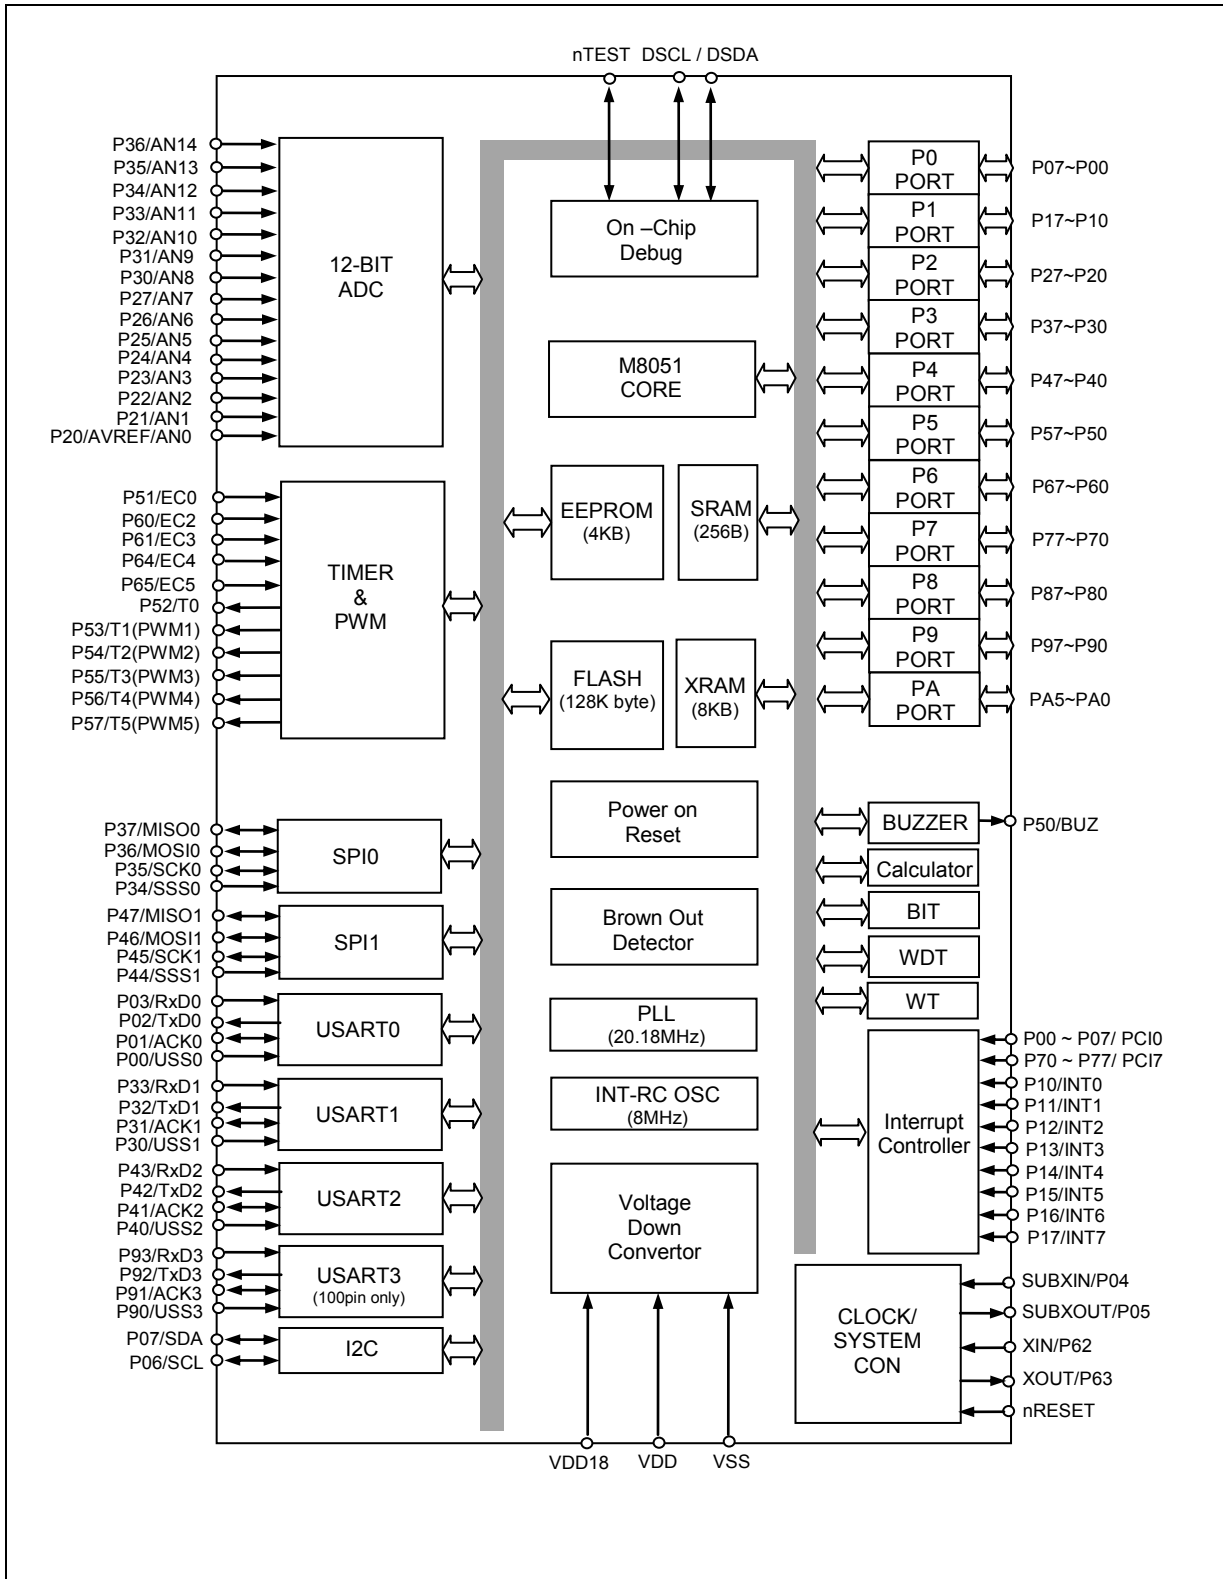 nTEST DSCL / DSDA
P36/AN14
P35/AN13
P34/AN12
P33/AN11
P32/AN10
P31/AN9
P30/AN8
P27/AN7
P26/AN6
P25/AN5
P24/AN4
P23/AN3
P22/AN2
P21/AN1
P20/AVREF/AN0
12-BIT
ADC
P51/EC0
P60/EC2
P61/EC3
P64/EC4
P65/EC5
P52/T0
P53/T1(PWM1)
P54/T2(PWM2)
P55/T3(PWM3)
P56/T4(PWM4)
P57/T5(PWM5)
TIMER
&
PWM
P37/MISO0
P36/MOSI0
P35/SCK0
P34/SSS0
SPI0
P47/MISO1
P46/MOSI1
P45/SCK1
P44/SSS1
SPI1
P03/RxD0
P02/TxD0
P01/ACK0
P00/USS0
USART0
P33/RxD1
P32/TxD1
P31/ACK1
P30/USS1
USART1
P43/RxD2
P42/TxD2
P41/ACK2
P40/USS2
USART2
P93/RxD3
P92/TxD3
P91/ACK3
P90/USS3
USART3
(100pin only)
P07/SDA
P06/SCL
I2C
On –Chip
Debug
M8051
CORE
EEPROM
(4KB)
SRAM
(256B)
FLASH
(128K byte)
XRAM
(8KB)
Power on
Reset
Brown Out
Detector
PLL
(20.18MHz)
INT-RC OSC
(8MHz)
Voltage
Down
Convertor
VDD18
VDD
VSS
P0
PORT
P07~P00
P1
PORT
P17~P10
P2
PORT
P27~P20
P3
PORT
P37~P30
P4
PORT
P47~P40
P5
PORT
P57~P50
P6
PORT
P67~P60
P7
PORT
P77~P70
P8
PORT
P87~P80
P9
PORT
P97~P90
PA
PORT
PA5~PA0
BUZZER
P50/BUZ
Calculator
BIT
WDT
WT
Interrupt
Controller
P00 ~ P07/ PCI0
P70 ~ P77/ PCI7
P10/INT0
P11/INT1
P12/INT2
P13/INT3
P14/INT4
P15/INT5
P16/INT6
P17/INT7
CLOCK/
SYSTEM
CON
SUBXIN/P04
SUBXOUT/P05
XIN/P62
XOUT/P63
nRESET